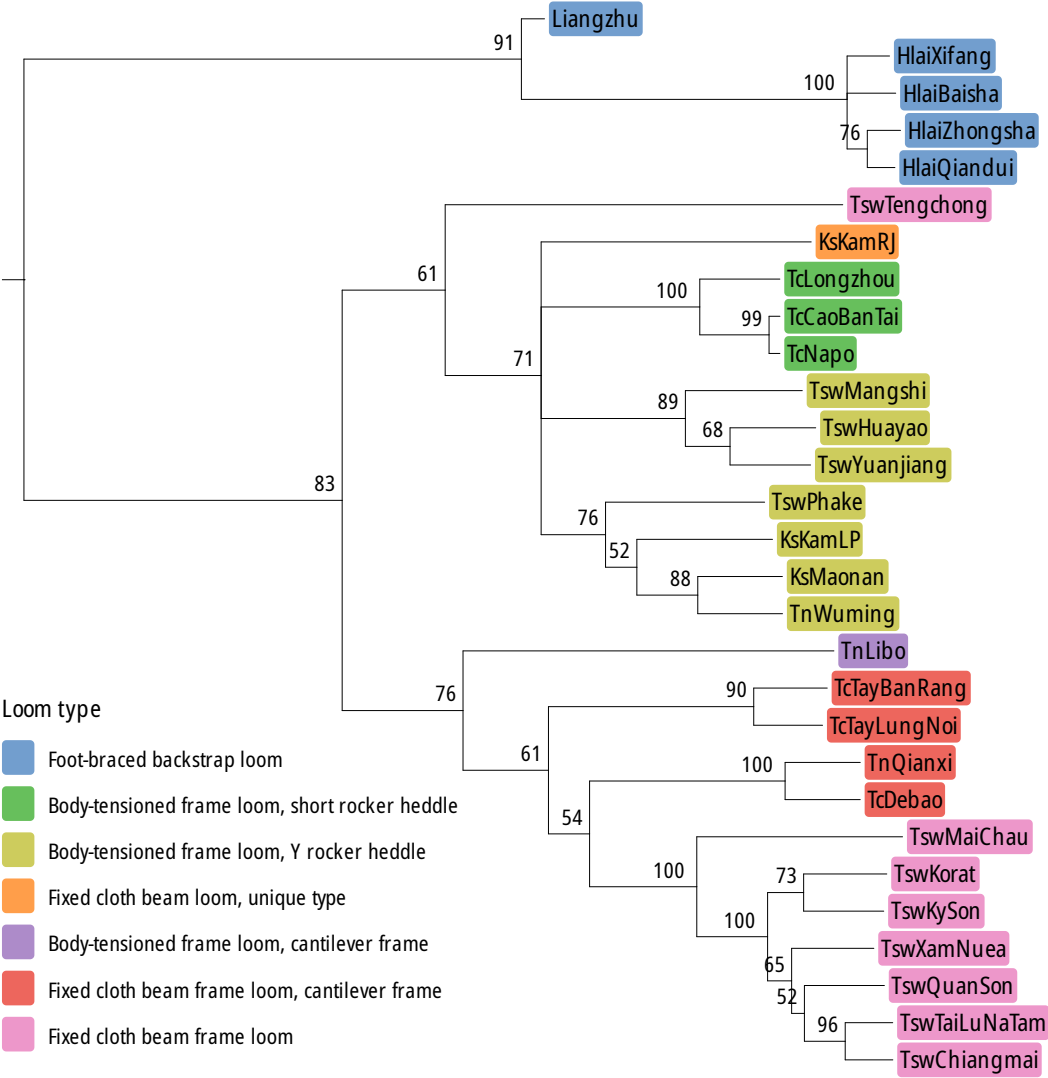 Liangzhu
91
HlaiXifang
100
HlaiBaisha
76
HlaiZhongsha
HlaiQiandui
TswTengchong
KsKamRJ
61
TcLongzhou
100
TcCaoBanTai
99
TcNapo
71
TswMangshi
89
TswHuayao
68
TswYuanjiang
83
TswPhake
76
KsKamLP
52
KsMaonan
88
TnWuming
TnLibo
76
TcTayBanRang
90
TcTayLungNoi
61
TnQianxi
100
TcDebao
54
TswMaiChau
100
TswKorat
73
TswKySon
100
TswXamNuea
65
TswQuanSon
52
TswTaiLuNaTam
96
TswChiangmai
Loom type
Foot-braced backstrap loom
Body-tensioned frame loom, short rocker heddle
Body-tensioned frame loom, Y rocker heddle
Fixed cloth beam loom, unique type
Body-tensioned frame loom, cantilever frame
Fixed cloth beam frame loom, cantilever frame
Fixed cloth beam frame loom